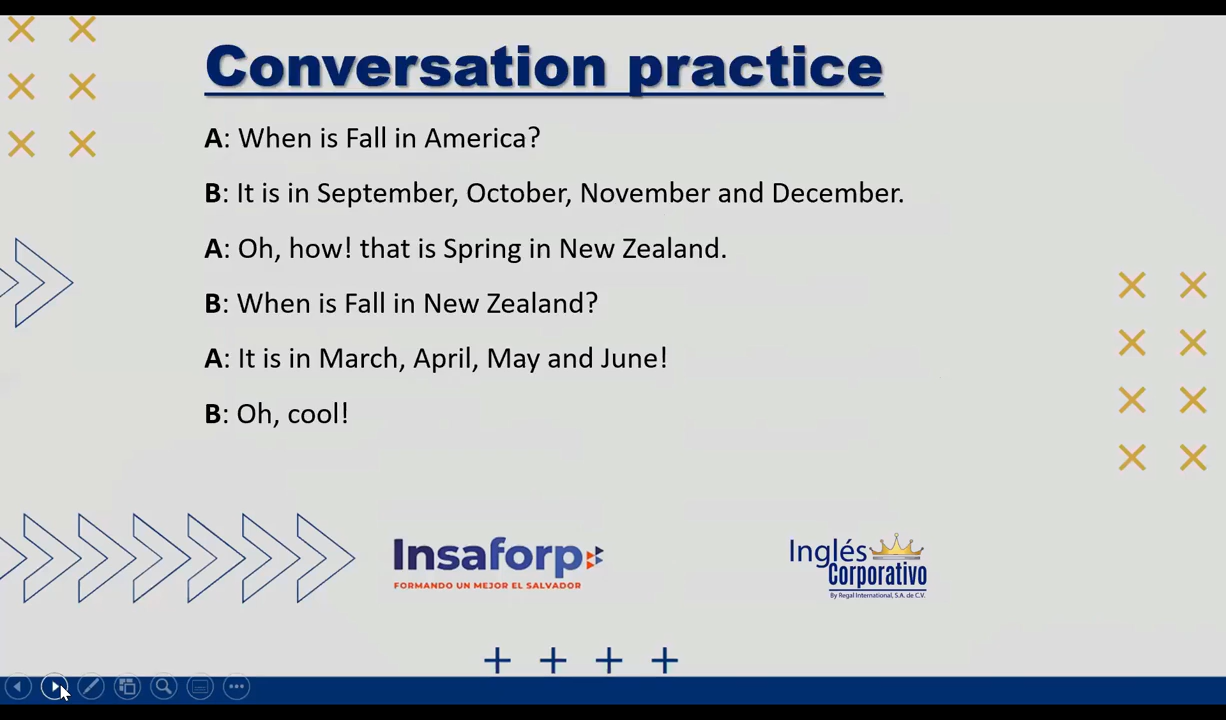 Conversation practice
A: When is Fall in America?
B: It is in September, October, November and December.
A: Oh, how! that is Spring in New Zealand.
B: When is Fall in New Zealand?
A: It is in March, April, May and June!
B: Oh, cool!
Insaforp
FORMANDO UN MEJOR EL SALVADOR
Inglés
Corporativo
By Regal International, S.A. de C.V.